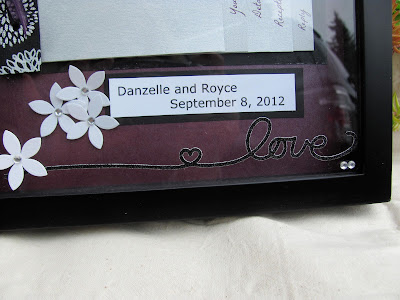 Danzelle and Royce
September 8, 2012
love